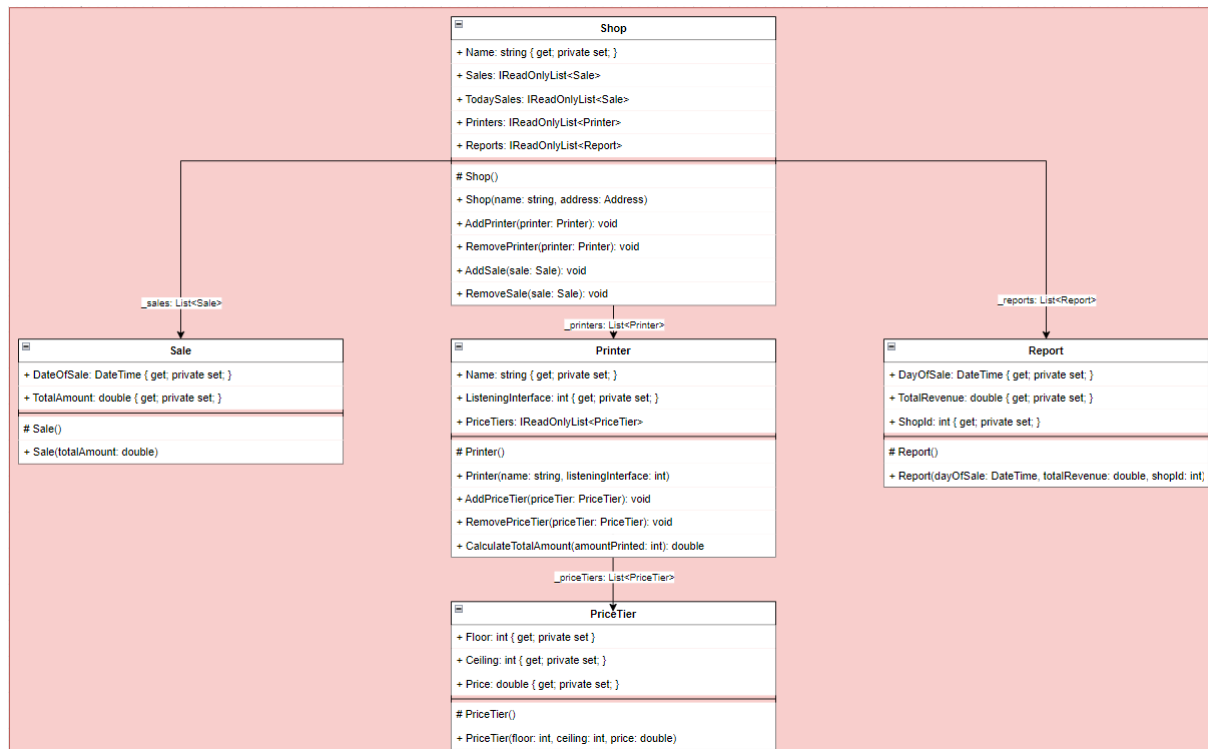 Shop
+ Name: string { get; private set; }
+ Sales: IReadOnlyList<Sale>
+ TodaySales: IReadOnlyList<Sale>
+ Printers: IReadOnlyList<Printer>
+ Reports: IReadOnlyList<Report>
# Shop()
+ Shop(name: string, address: Address)
+ AddPrinter(printer: Printer): void
+ RemovePrinter(printer: Printer): void
+ AddSale(sale: Sale): void
+ RemoveSale(sale: Sale): void
_sales: List<Sale>
_printers: List<Printer>
_reports: List<Report>
Sale
+ DateOfSale: DateTime { get; private set; }
+ TotalAmount: double { get; private set; }
# Sale()
+ Sale(totalAmount: double)
Printer
+ Name: string { get; private set; }
+ ListeningInterface: int { get; private set; }
+ PriceTiers: IReadOnlyList<PriceTier>
# Printer()
+ Printer(name: string, listeningInterface: int)
+ AddPriceTier(priceTier: PriceTier): void
+ RemovePriceTier(priceTier: PriceTier): void
+ CalculateTotalAmount(amountPrinted: int): double
Report
+ DayOfSale: DateTime { get; private set; }
+ TotalRevenue: double { get; private set; }
+ ShopId: int { get; private set; }
# Report()
+ Report(dayOfSale: DateTime, totalRevenue: double, shopId: int)
_priceTiers: List<PriceTier>
PriceTier
+ Floor: int { get; private set }
+ Ceiling: int { get; private set; }
+ Price: double { get; private set; }
# PriceTier()
+ PriceTier(floor: int, ceiling: int, price: double)